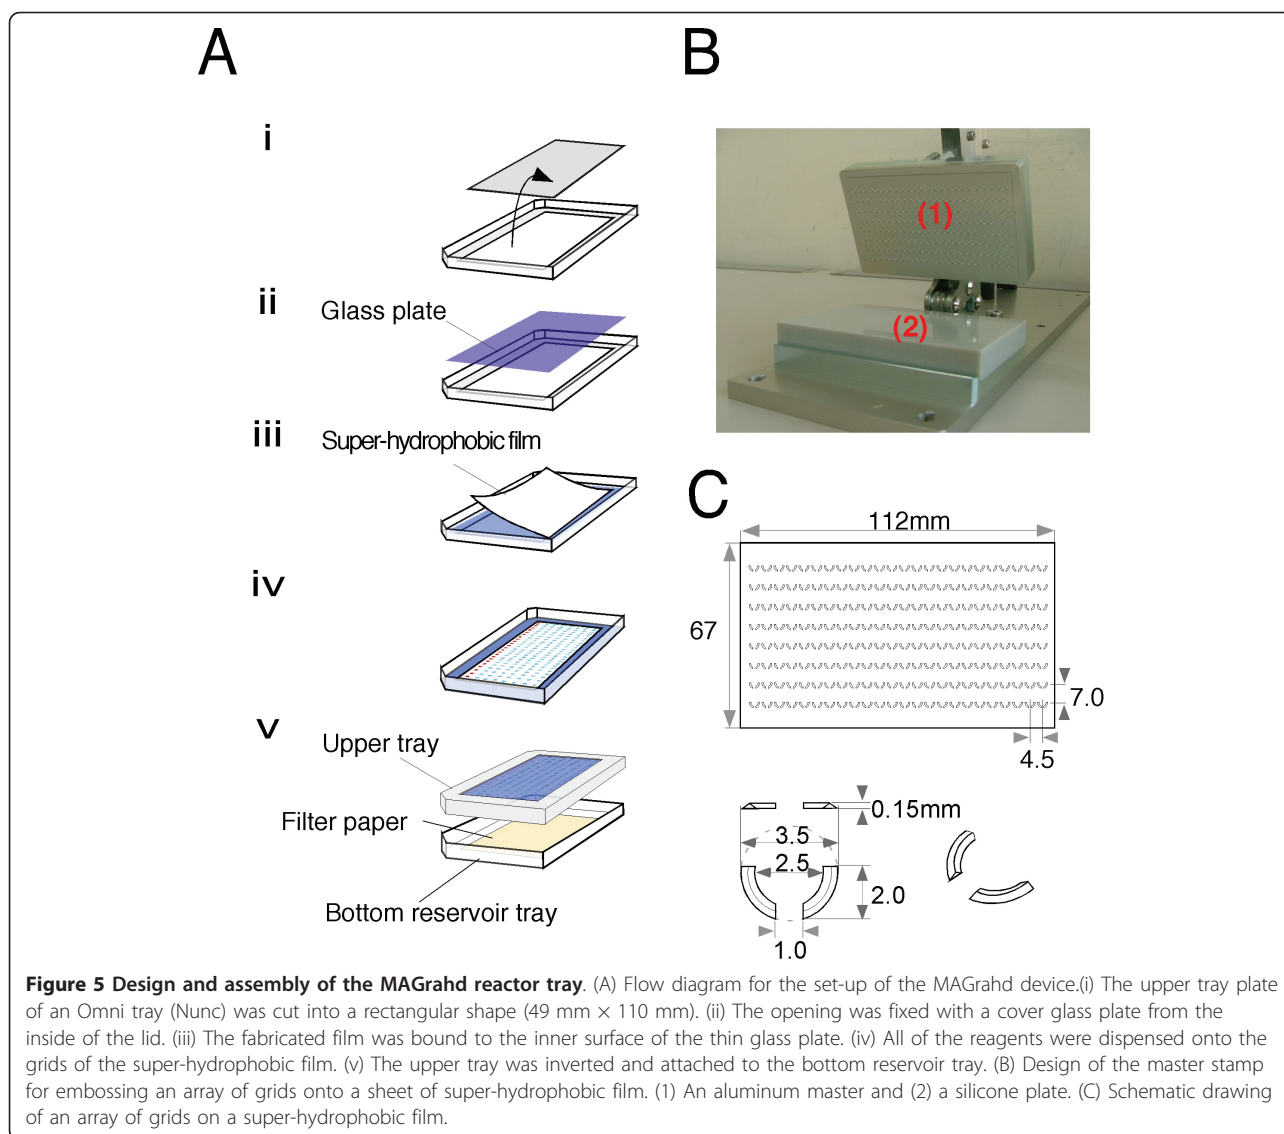 A
B
i
ii
Glass plate
iii
Super-hydrophobic film
iv
v
Upper tray
Filter paper
Bottom reservoir tray
(1)
(2)
C
112mm
67
7.0
4.5
0.15mm
3.5
2.5
2.0
1.0
Figure 5 Design and assembly of the MAGrahd reactor tray. (A) Flow diagram for the set-up of the MAGrahd device.(i) The upper tray plate
of an Omni tray (Nunc) was cut into a rectangular shape (49 mm × 110 mm). (ii) The opening was fixed with a cover glass plate from the
inside of the lid. (iii) The fabricated film was bound to the inner surface of the thin glass plate. (iv) All of the reagents were dispensed onto the
grids of the super-hydrophobic film. (v) The upper tray was inverted and attached to the bottom reservoir tray. (B) Design of the master stamp
for embossing an array of grids onto a sheet of super-hydrophobic film. (1) An aluminum master and (2) a silicone plate. (C) Schematic drawing
of an array of grids on a super-hydrophobic film.